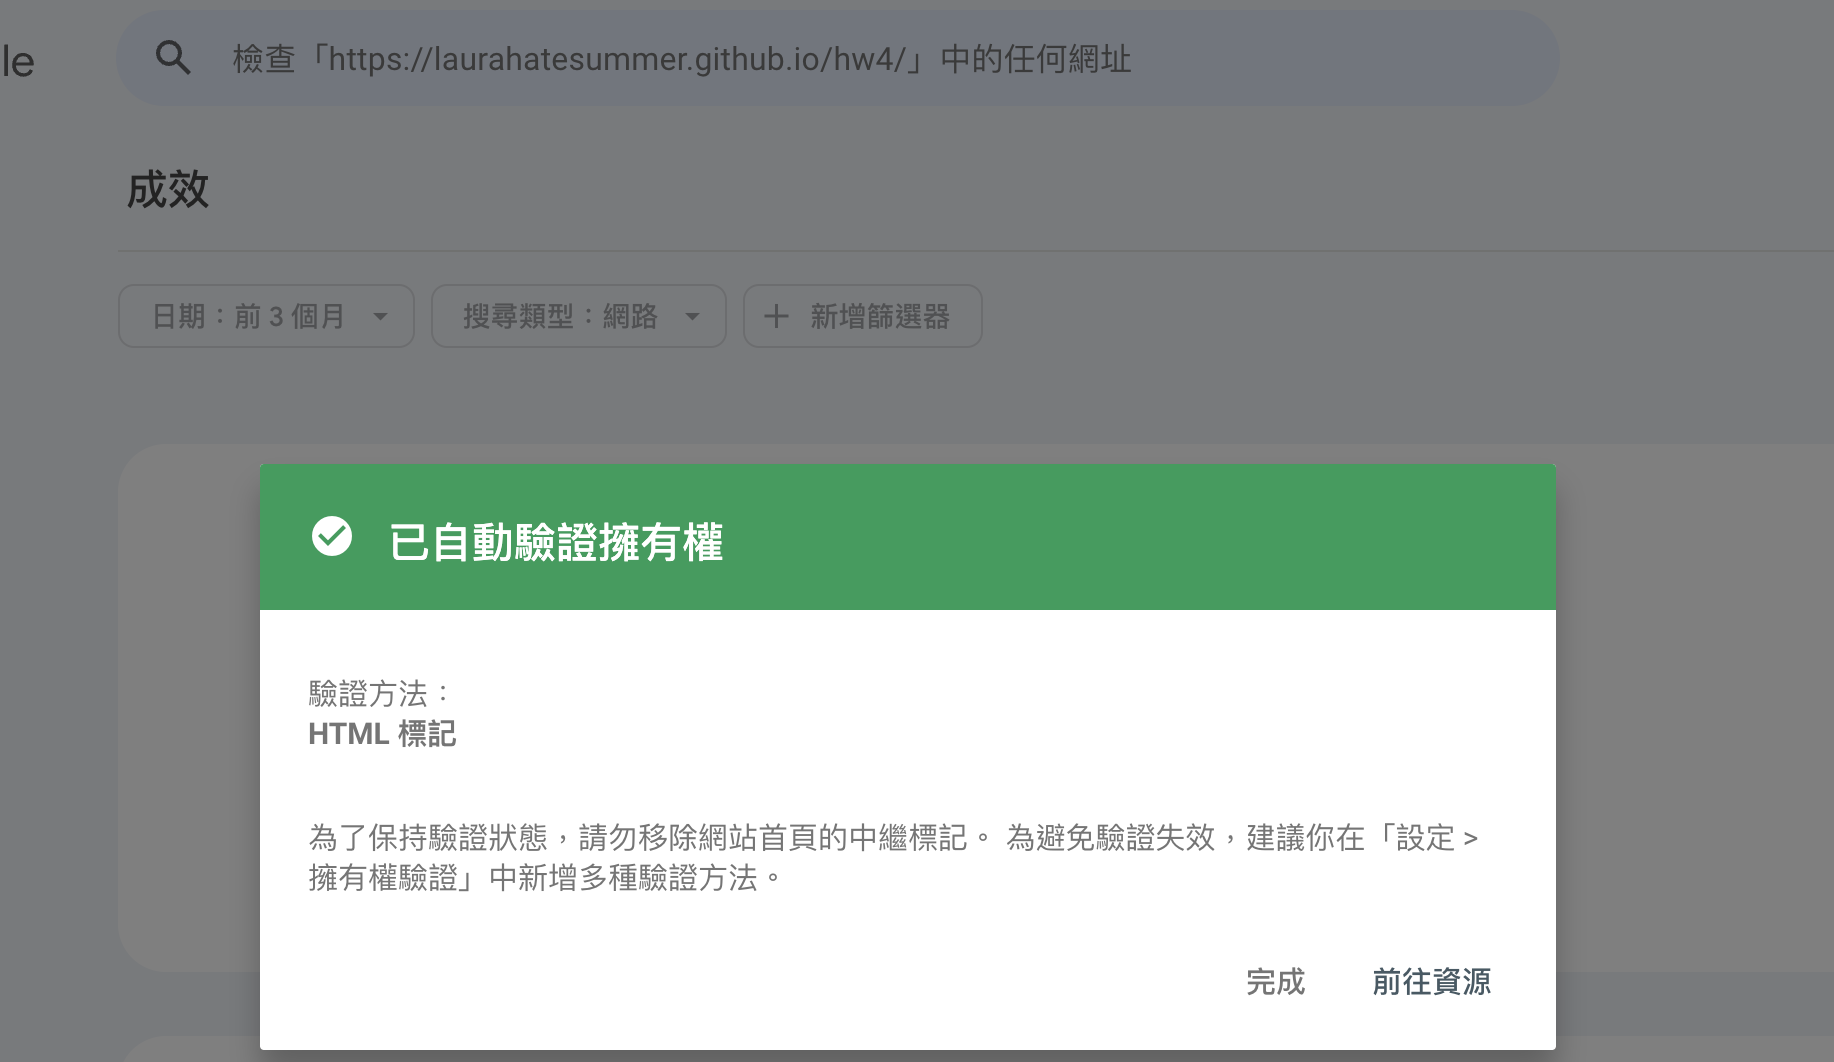 le
檢查「https://laurahatesummer.github.io/hw4/」中的任何網址
成效
日期：前 3 個月
搜尋類型：網路
新增篩選器
已自動驗證擁有權
驗證方法：
HTML 標記
為了保持驗證狀態，請勿移除網站首頁的中繼標記。 為避免驗證失效，建議你在「設定 >
擁有權驗證」中新增多種驗證方法。
完成
前往資源